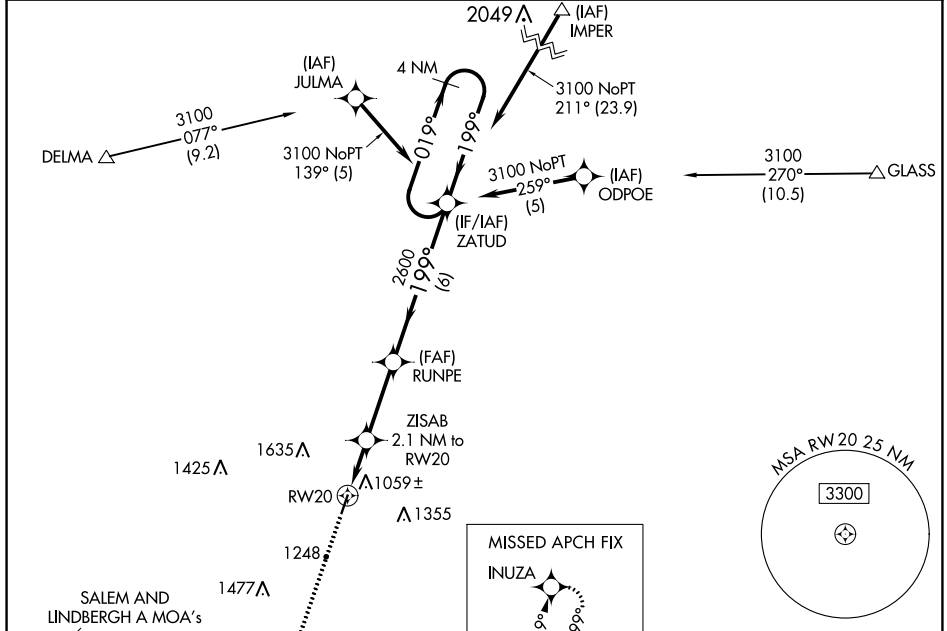 2049
(IAF)
IMPER
(IAF)
JULMA
4 NM
3100 NoPT
211° (23.9)
3100
077°
(9.2)
DELMA
3100 NoPT
139° (5)
019°
199°
3100 NoPT
259°
(5)
(IAF)
ODPOE
3100
270°
(10.5)
GLASS
(IF/IAF)
ZATUD
2600
199°
(6)
(FAF)
RUNPE
ZISAB
2.1 NM to
RW20
1635
1425
1059±
RW20
1355
MSA RW20 25 NM
3300
1248
1477
MISSED APCH FIX
INUZA
SALEM AND
LINDBERGH A MOA's